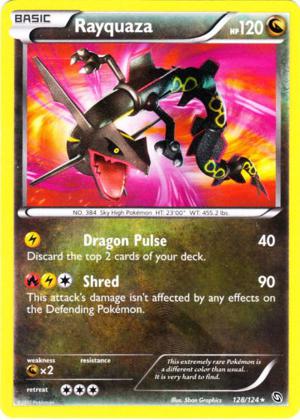 BASIC
Rayquaza HP120
NO. 384 Sky High Pokémon HT: 23'00" WT: 455.2 lbs.
Dragon Pulse 40
Discard the top 2 cards of your deck.
Shred 90
This attack's damage isn't affected by any effects on
the Defending Pokémon.
weakness resistance
×2
This extremely rare Pokémon is
a different color than usual.
It is very hard to find.
retreat
Illus. 5ban Graphics 128/124★